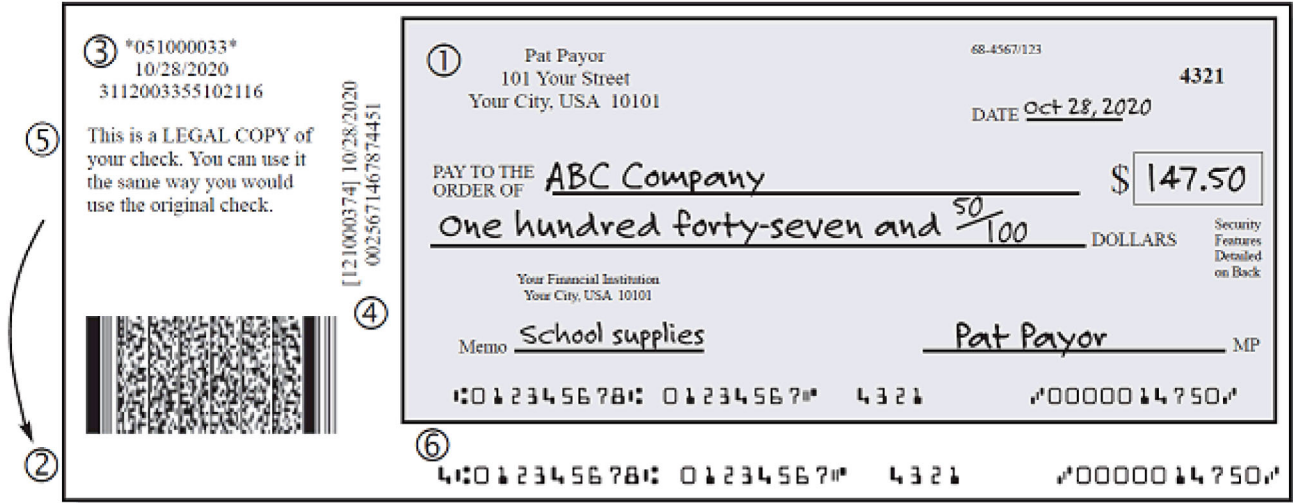 ③ *051000033*
10/28/2020
3112003355102116
⑤ This is a LEGAL COPY of
your check. You can use it
the same way you would
use the original check.
②
[121000374] 10/28/2020
0025671467874451
④
①
Pat Payor
101 Your Street
Your City, USA 10101
68-4567/123
4321
DATE Oct 28, 2020
PAY TO THE
ORDER OF ABC Company $ 147.50
One hundred forty-seven and 50/100 DOLLARS
Security
Features
Detailed
on Back
Your Financial Institution
Your City, USA 10101
Memo School supplies Pat Payor MP
⑆012345678⑆ 01234567⑈ 4321 ⑇0000014750⑇
⑥
4⑆012345678⑆ 01234567⑈ 4321 ⑇0000014750⑇